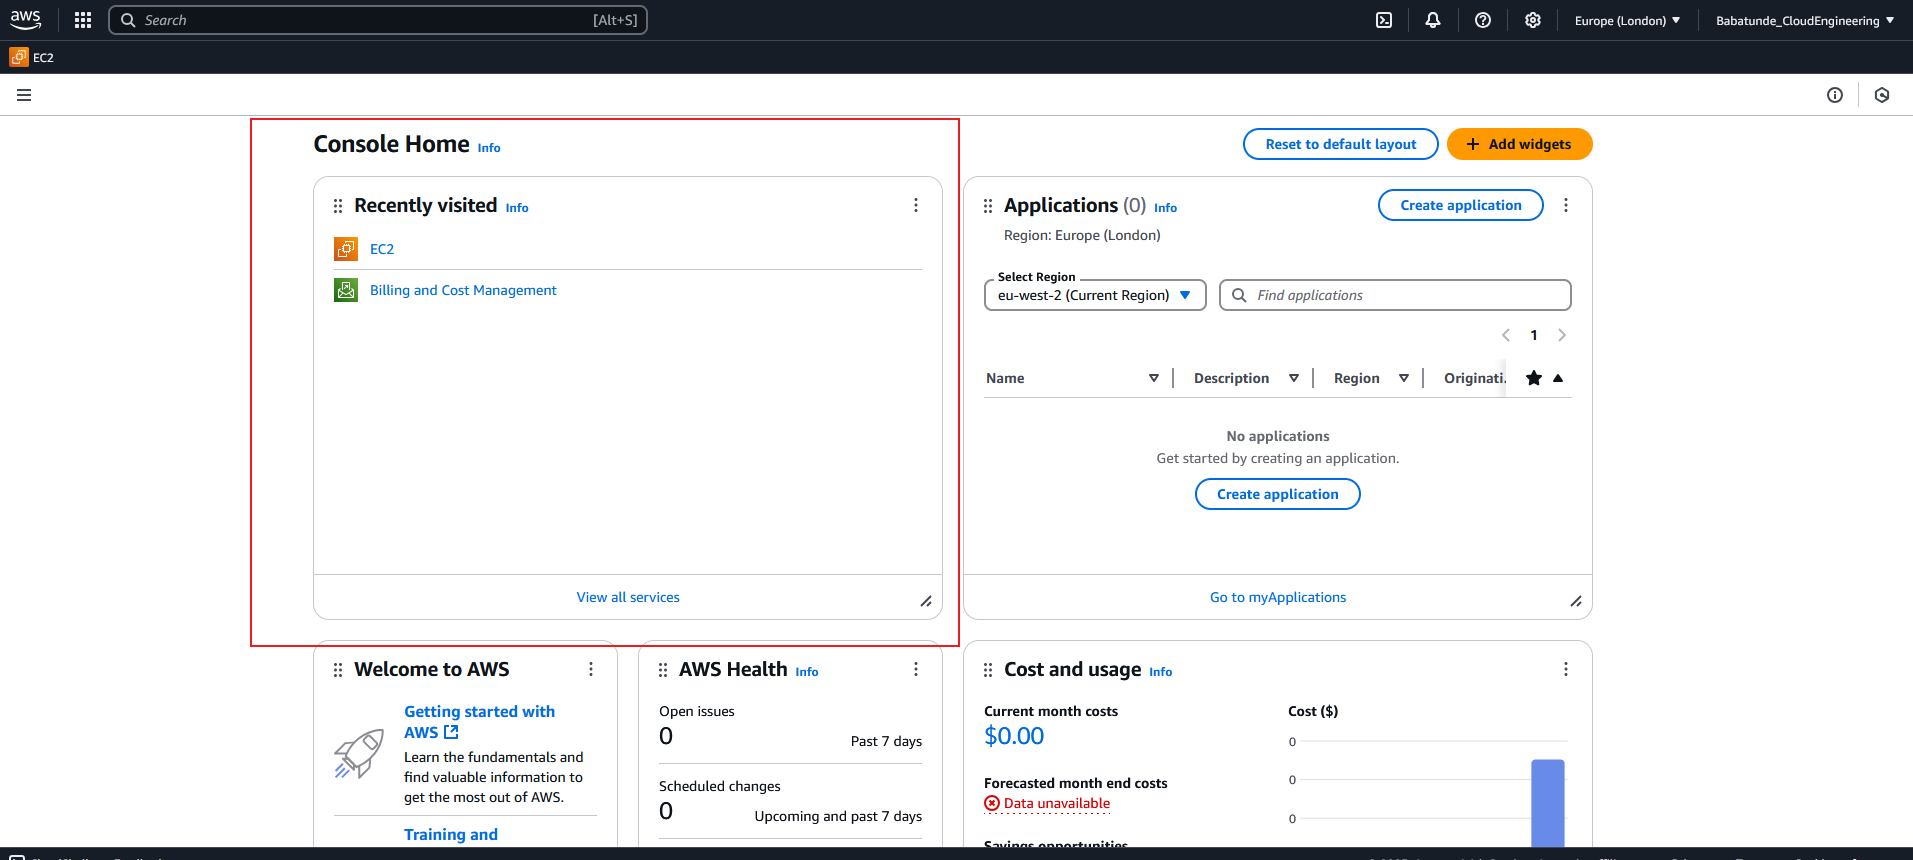 aws
Search
[Alt+S]
Europe (London)
Babatunde_CloudEngineering
EC2
Console Home Info
Reset to default layout
Add widgets
Recently visited Info
EC2
Billing and Cost Management
View all services
Applications (0) Info
Create application
Region: Europe (London)
Select Region
eu-west-2 (Current Region)
Find applications
1
Name
Description
Region
Originati.
No applications
Get started by creating an application.
Create application
Go to myApplications
Welcome to AWS
Getting started with
AWS
Learn the fundamentals and
find valuable information to
get the most out of AWS.
Training and
AWS Health Info
Open issues
0
Past 7 days
Scheduled changes
0
Upcoming and past 7 days
Cost and usage Info
Current month costs
$0.00
Forecasted month end costs
Data unavailable
Savings opportunities
Cost ($)
0
0
0